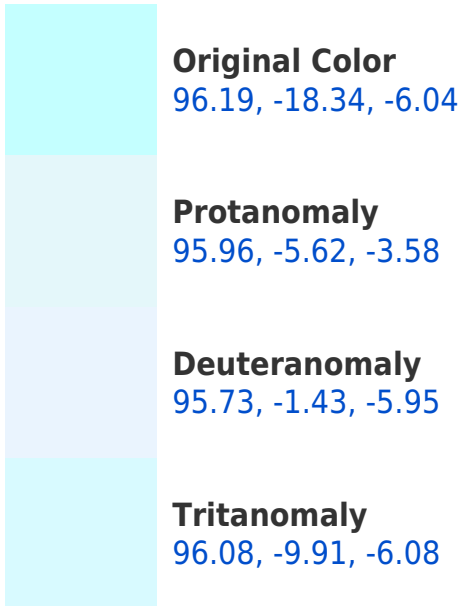 Original Color
96.19, -18.34, -6.04
Protanomaly
95.96, -5.62, -3.58
Deuteranomaly
95.73, -1.43, -5.95
Tritanomaly
96.08, -9.91, -6.08